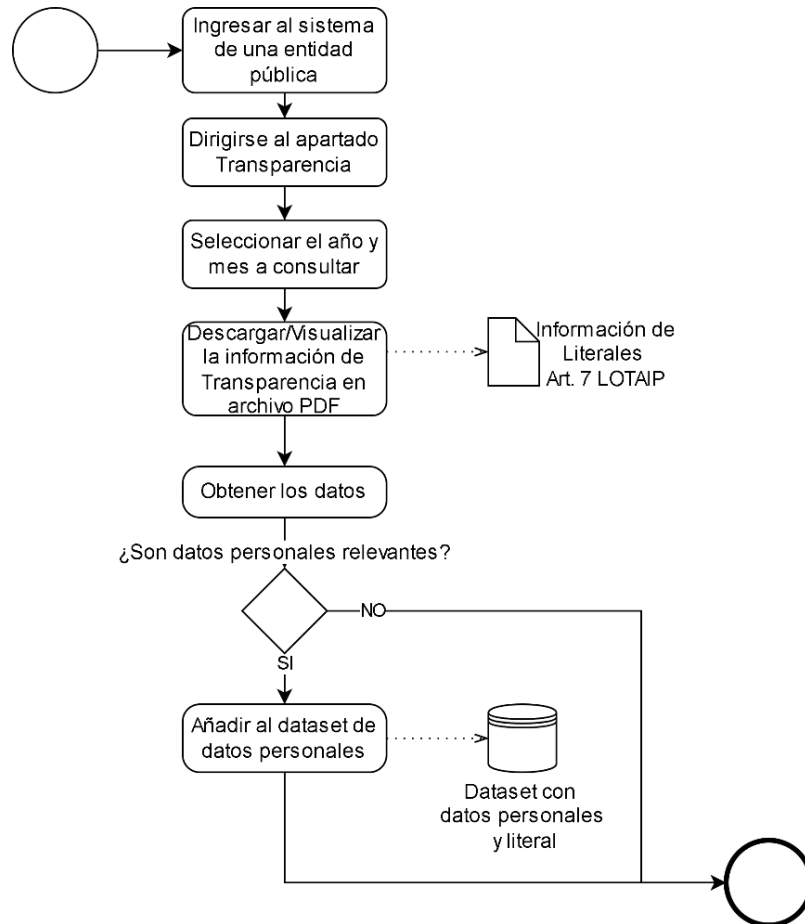 Ingresar al sistema
de una entidad
pública
Dirigirse al apartado
Transparencia
Seleccionar el año y
mes a consultar
Descargar/Visualizar
la información de
Transparencia en
archivo PDF
Información de
Literales
Art. 7 LOTAIP
Obtener los datos
¿Son datos personales relevantes?
NO
SI
Añadir al dataset de
datos personales
Dataset con
datos personales
y literal